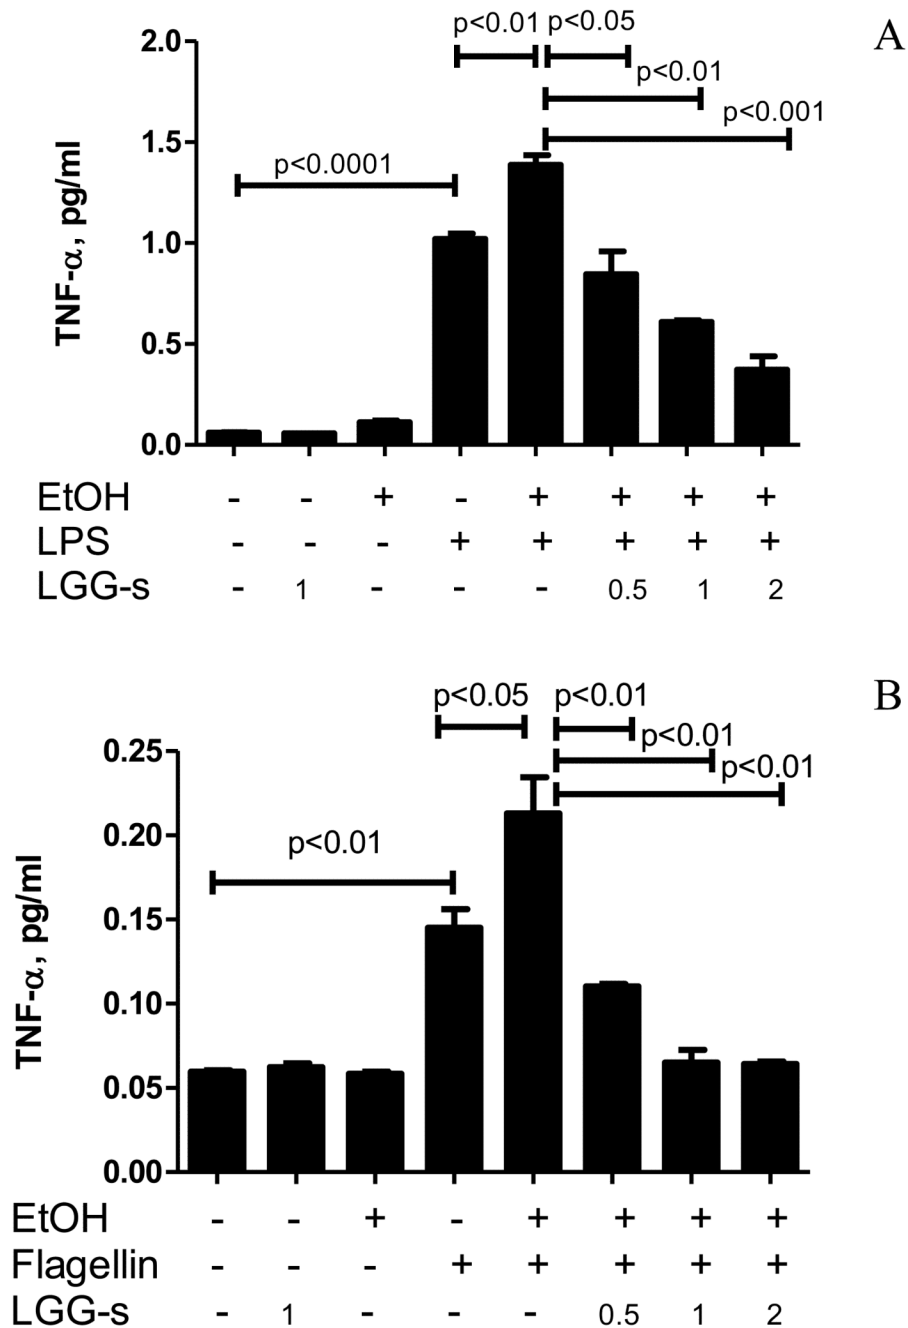 A
p<0.01 p<0.05
p<0.01
p<0.001
p<0.0001
TNF-α, pg/ml
2.0
1.5
1.0
0.5
0.0
EtOH - - + - + + + +
LPS - - - + + + + +
LGG-s - 1 - - - 0.5 1 2
B
p<0.05 p<0.01
p<0.01
p<0.01
p<0.01
TNF-α, pg/ml
0.25
0.20
0.15
0.10
0.05
0.00
EtOH - - + - + + + +
Flagellin - - - + + + + +
LGG-s - 1 - - - 0.5 1 2